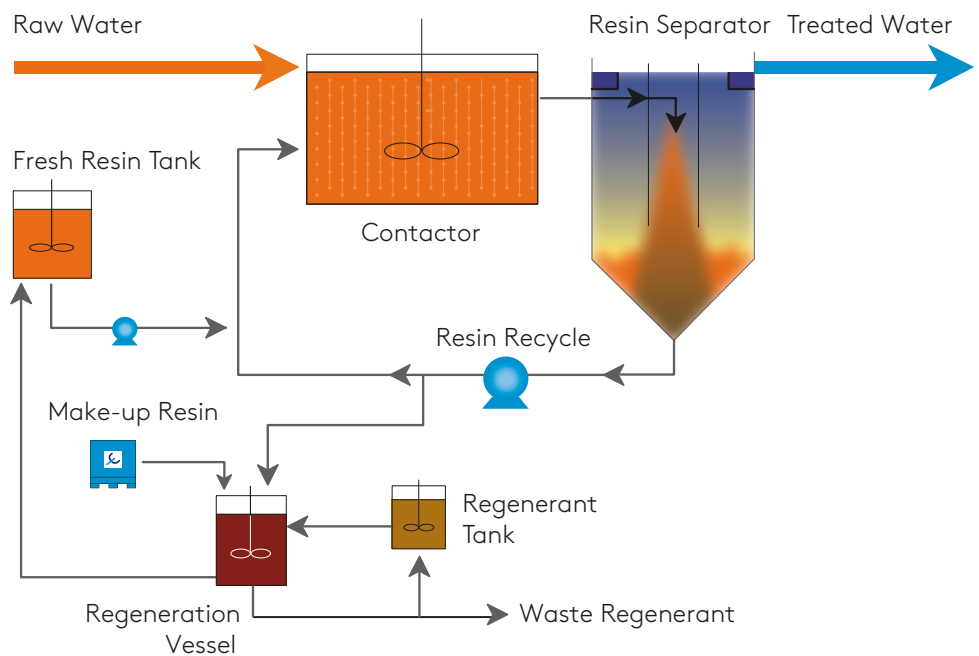 Raw Water
Resin Separator
Treated Water
Fresh Resin Tank
Contactor
Resin Recycle
Make-up Resin
Regenerant
Tank
Regeneration
Vessel
Waste Regenerant